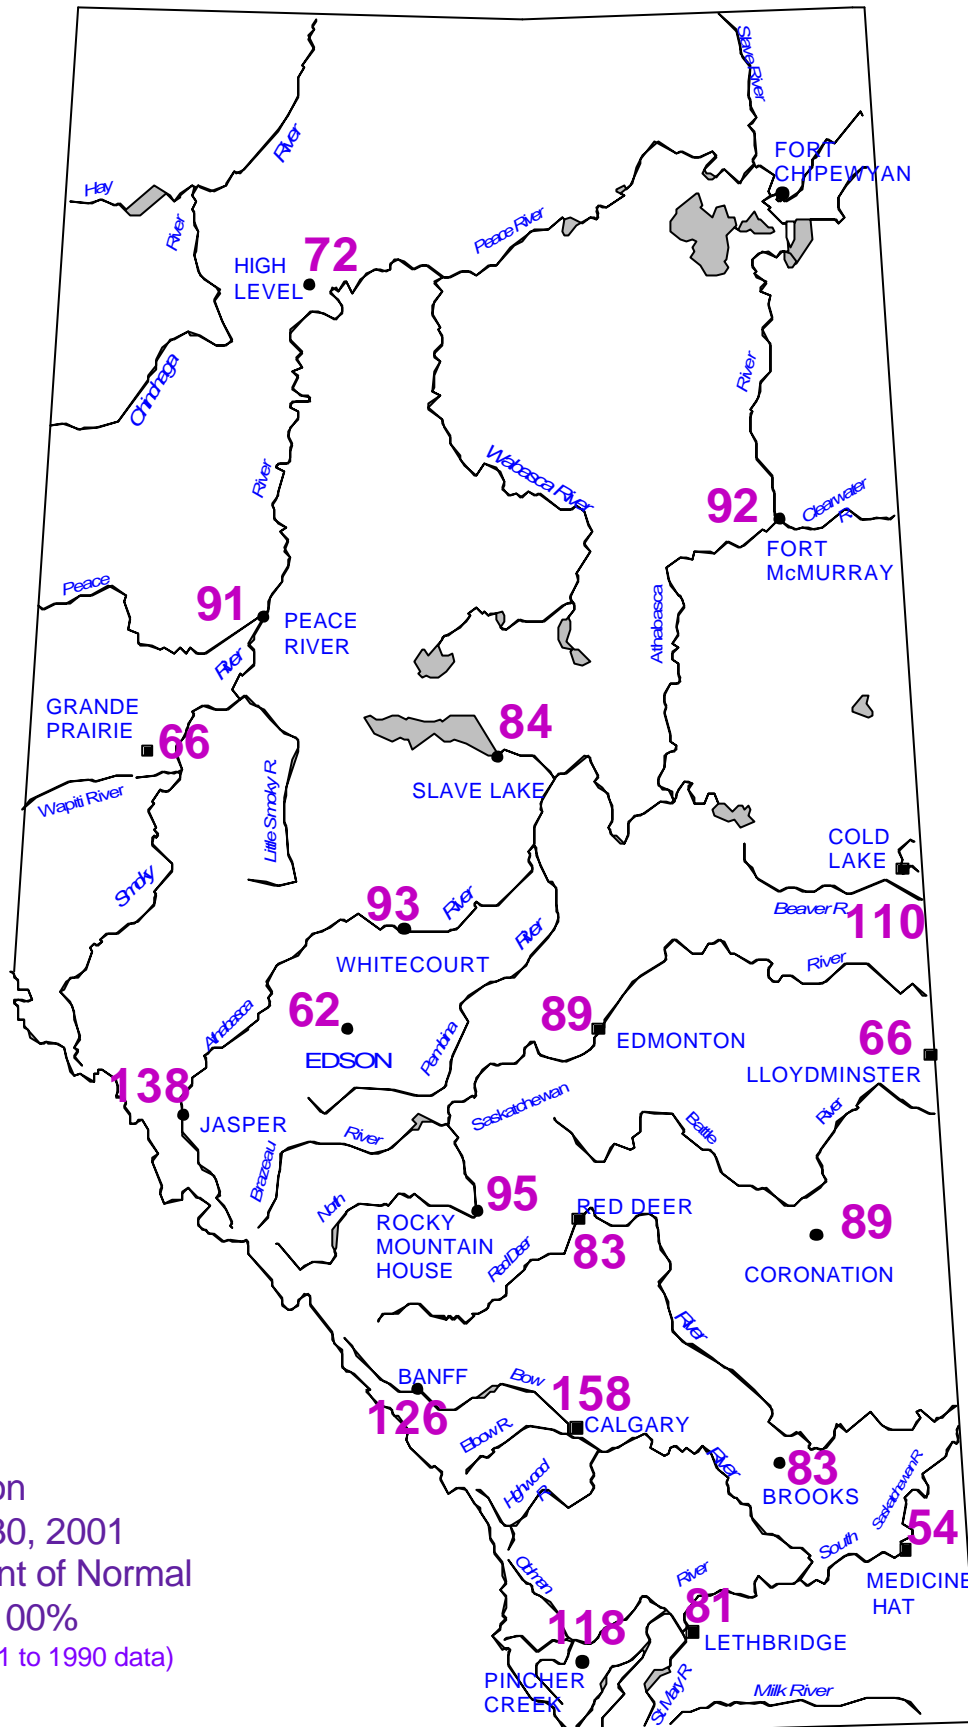 Slave River
FORT
CHIPEWYAN
Hay
River
River
Peace River
72
HIGH
LEVEL
Chinchaga
River
River
Wabasca River
92
Clearwater
R.
FORT
McMURRAY
Peace
91
PEACE
RIVER
River
Athabasca
GRANDE
PRAIRIE
66
84
SLAVE LAKE
Wapiti River
Little Smoky R.
Smoky
COLD
LAKE
Beaver R.
110
93
River
WHITECOURT
River
River
Athabasca
62
EDSON
Pembina
89
EDMONTON
66
LLOYDMINSTER
138
JASPER
River
Saskatchewan
Battle
River
Brazeau
North
95
ROCKY
MOUNTAIN
HOUSE
RED DEER
83
Red Deer
89
CORONATION
River
BANFF
126
Bow
158
CALGARY
Elbow R.
Highwood
R.
River
83
BROOKS
Saskatchewan R.
54
South
MEDICINE
HAT
Oldman
River
81
LETHBRIDGE
118
PINCHER
CREEK
St. Mary R.
Milk River
on
30, 2001
nt of Normal
00%
1 to 1990 data)